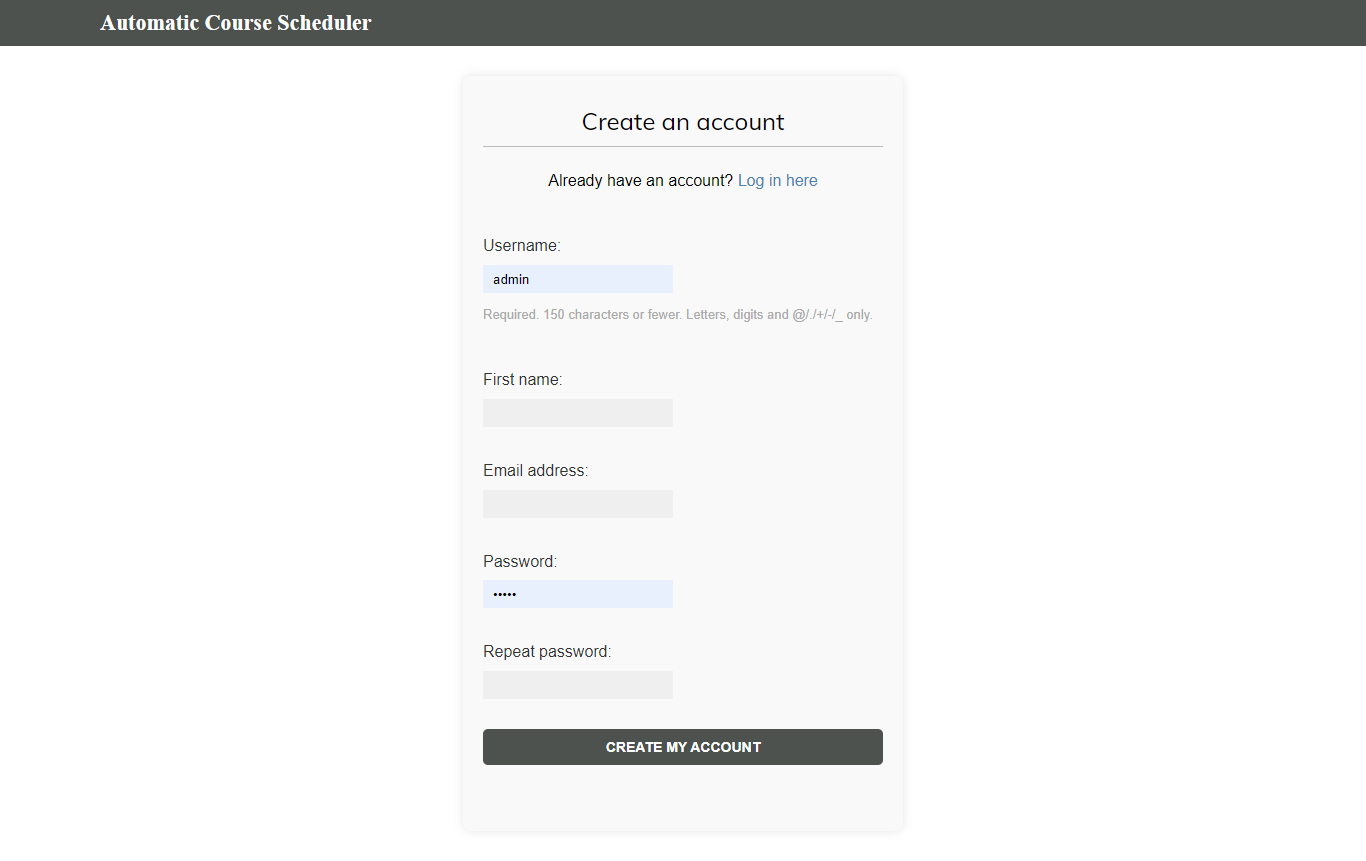 Automatic Course Scheduler
Create an account
Already have an account? Log in here
Username:
admin
Required. 150 characters or fewer. Letters, digits and @/./+/-/_ only.
First name:
Email address:
Password:
•••••
Repeat password:
CREATE MY ACCOUNT